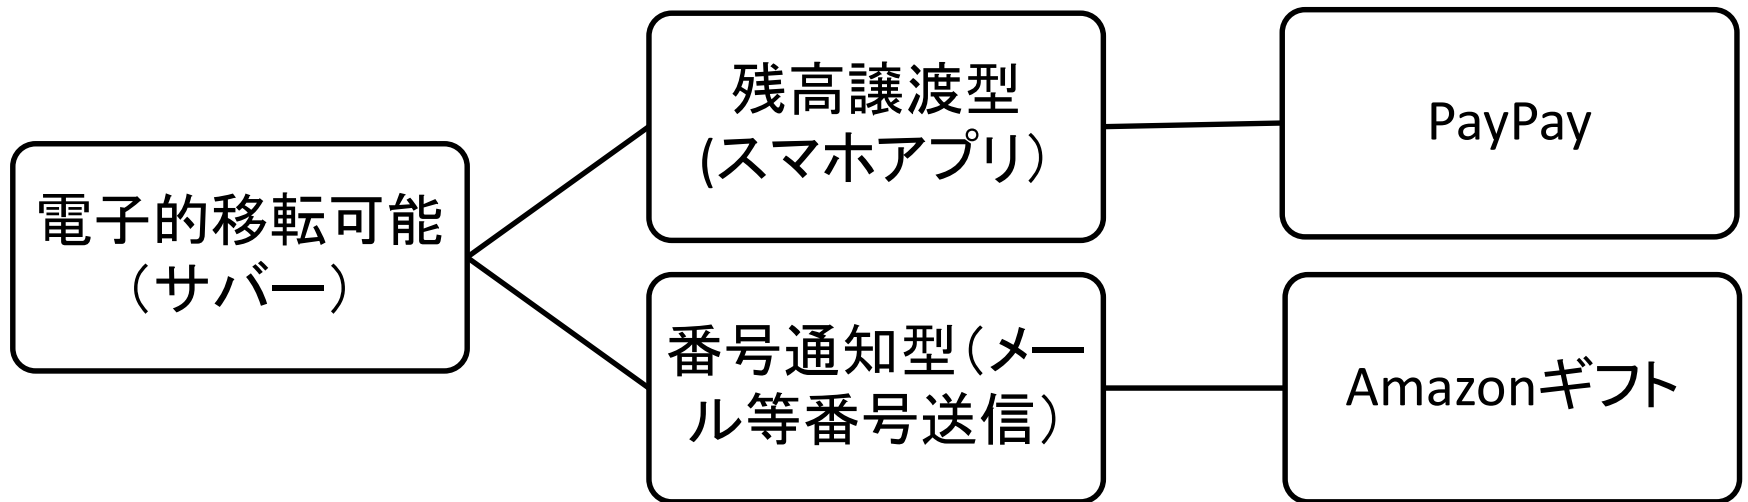 電子的移転可能
（サバー）
残高譲渡型
(スマホアプリ）
PayPay
番号通知型（メー
ル等番号送信）
Amazonギフト